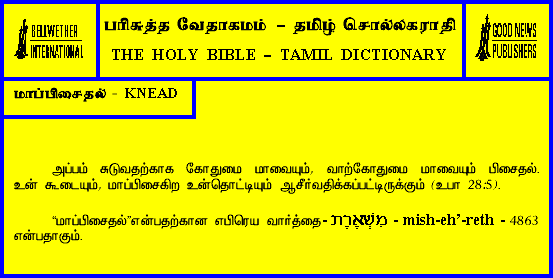 BELLWETHER
INTERNATIONAL
பரிசுத்த வேதாகமம் – தமிழ் சொல்லகராதி
THE HOLY BIBLE – TAMIL DICTIONARY
GOOD NEWS
PUBLISHERS
மாப்பிசைதல் - KNEAD
அப்பம் சுடுவதற்காக கோதுமை மாவையும், வாற்கோதுமை மாவையும் பிசைதல்.
உன் கூடையும், மாப்பிசைகிற உன்தொட்டியும் ஆசீர்வதிக்கப்பட்டிருக்கும் (உபா 28:5).
“மாப்பிசைதல்”என்பதற்கான எபிரெய வார்த்தை- מִשְׁאֶרֶת - mish-eh’-reth - 4863
என்பதாகும்.